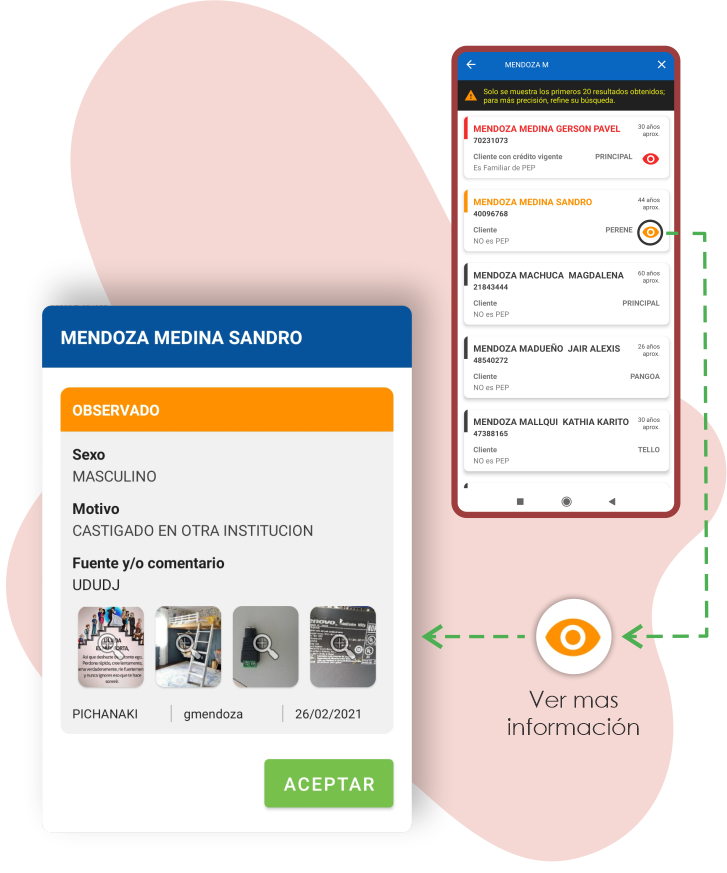 MENDOZA M
Solo se muestra los primeros 20 resultados obtenidos;
para más precisión, refine su búsqueda.
MENDOZA MEDINA GERSON PAVEL
30 años
aprox.
70231073
Cliente con crédito vigente
PRINCIPAL
Es Familiar de PEP
MENDOZA MEDINA SANDRO
44 años
aprox.
40096768
Cliente
PERENE
NO es PEP
MENDOZA MACHUCA MAGDALENA
60 años
aprox.
21843444
Cliente
PRINCIPAL
NO es PEP
MENDOZA MADUEÑO JAIR ALEXIS
26 años
aprox.
48540272
Cliente
PANGOA
NO es PEP
MENDOZA MALLQUI KATHIA KARITO
30 años
aprox.
47388165
Cliente
TELLO
NO es PEP
MENDOZA MEDINA SANDRO
OBSERVADO
Sexo
MASCULINO
Motivo
CASTIGADO EN OTRA INSTITUCION
Fuente y/o comentario
UDUDJ
PICHANAKI
gmendoza
26/02/2021
ACEPTAR
Ver mas
información